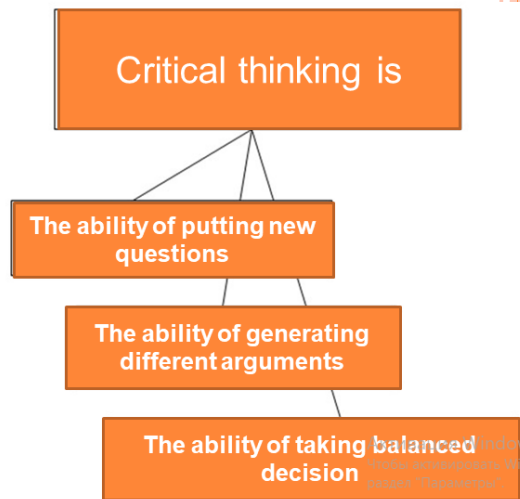 Critical thinking is
The ability of putting new
questions
The ability of generating
different arguments
The ability of taking balanced
decision